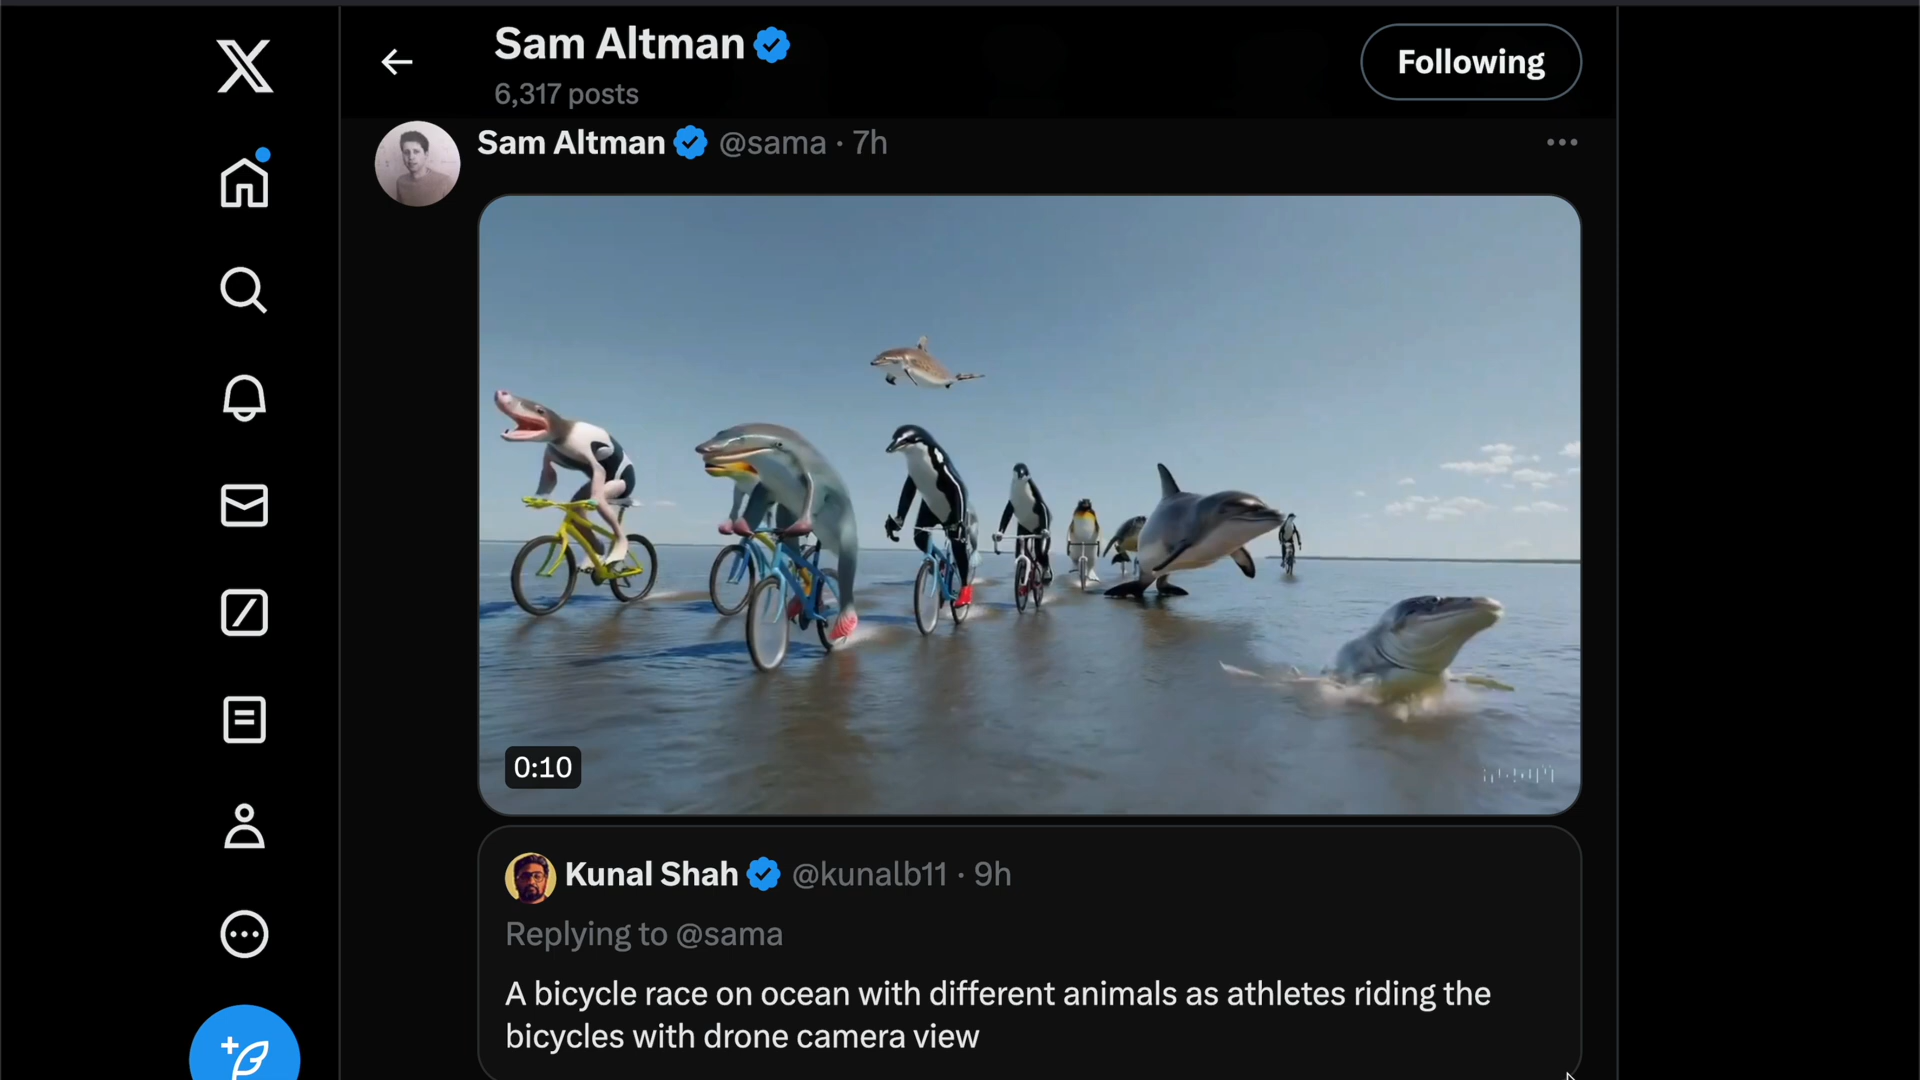 Sam Altman
6,317 posts
Following
Sam Altman @sama · 7h
0:10
Kunal Shah @kunalb11 · 9h
Replying to @sama
A bicycle race on ocean with different animals as athletes riding the
bicycles with drone camera view